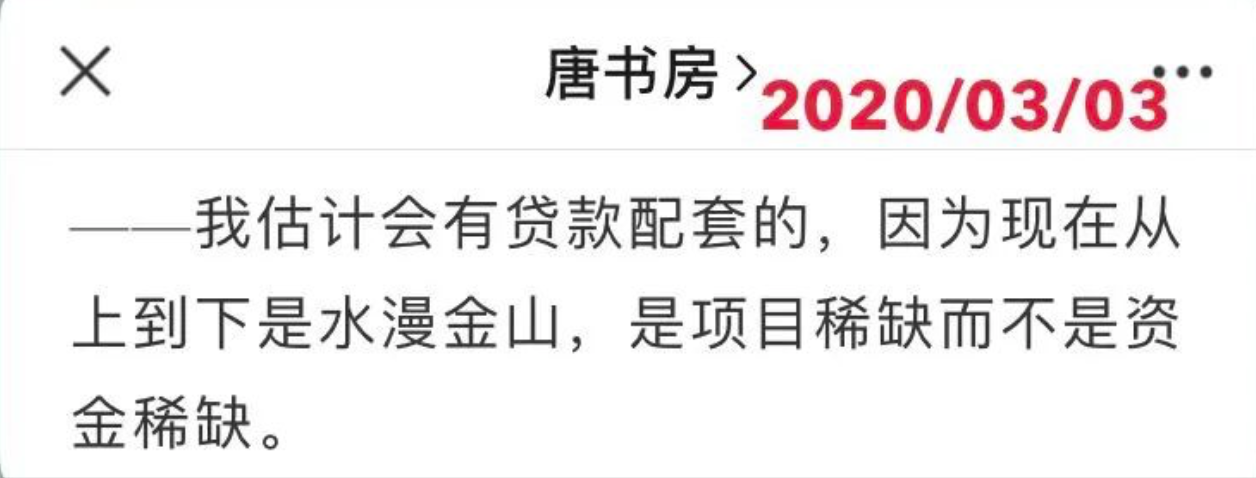 唐书房 >
2020/03/03
——我估计会有贷款配套的，因为现在从
上到下是水漫金山，是项目稀缺而不是资
金稀缺。